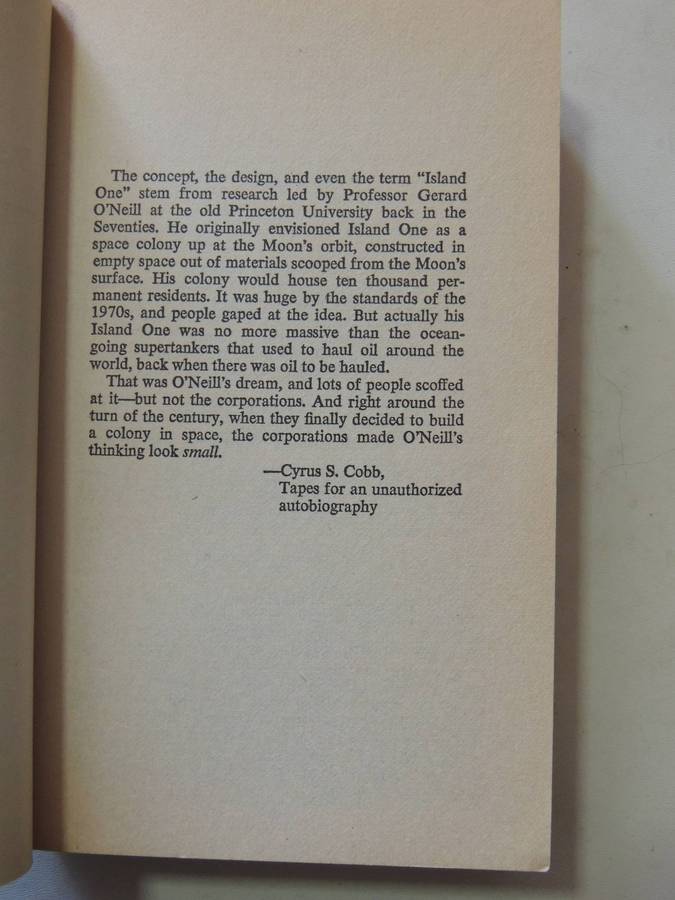 The concept, the design, and even the term “Island
One” stem from research led by Professor Gerard
O’Neill at the old Princeton University back in the
Seventies. He originally envisioned Island One as a
space colony up at the Moon’s orbit, constructed in
empty space out of materials scooped from the Moon’s
surface. His colony would house ten thousand per-
manent residents. It was huge by the standards of the
1970s, and people gaped at the idea. But actually his
Island One was no more massive than the ocean-
going supertankers that used to haul oil around the
world, back when there was oil to be hauled.
That was O’Neill’s dream, and lots of people scoffed
at it—but not the corporations. And right around the
turn of the century, when they finally decided to build
a colony in space, the corporations made O’Neill’s
thinking look small.
—Cyrus S. Cobb,
Tapes for an unauthorized
autobiography